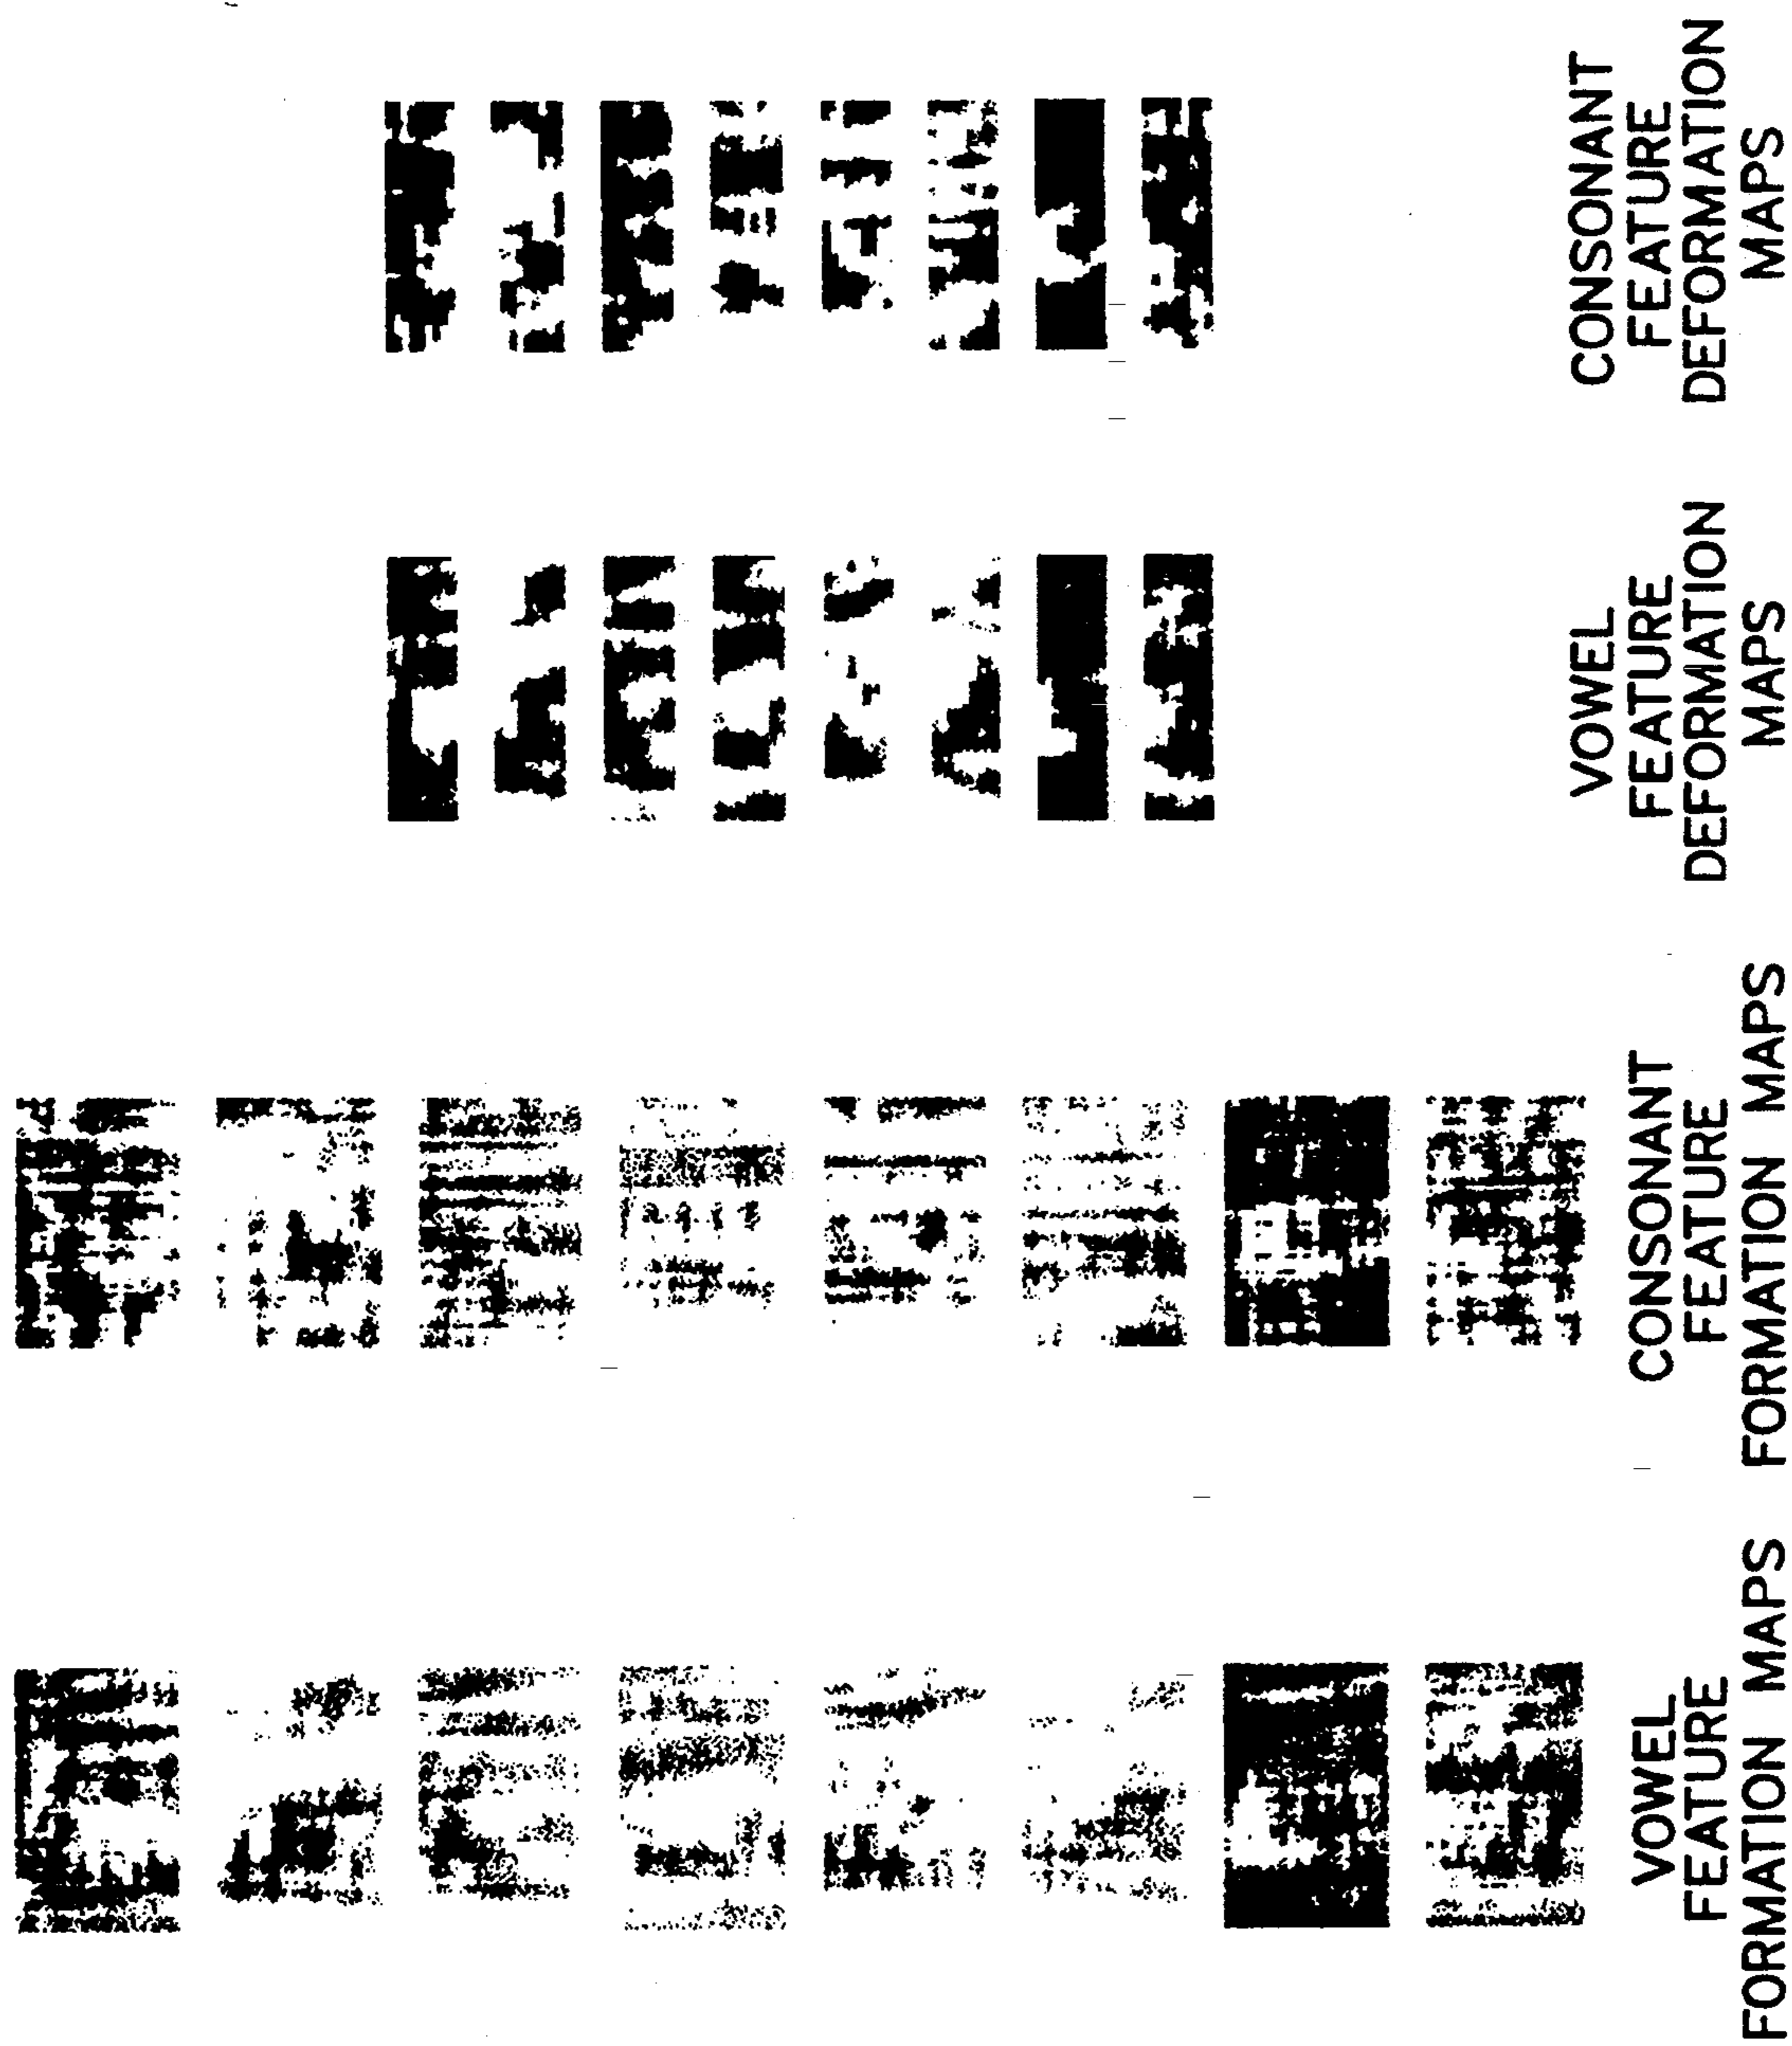 VOWEL
FEATURE
FORMATION MAPS
CONSONANT
FEATURE
FORMATION MAPS
VOWEL
FEATURE
DEFORMATION
MAPS
CONSONANT
FEATURE
DEFORMATION
MAPS